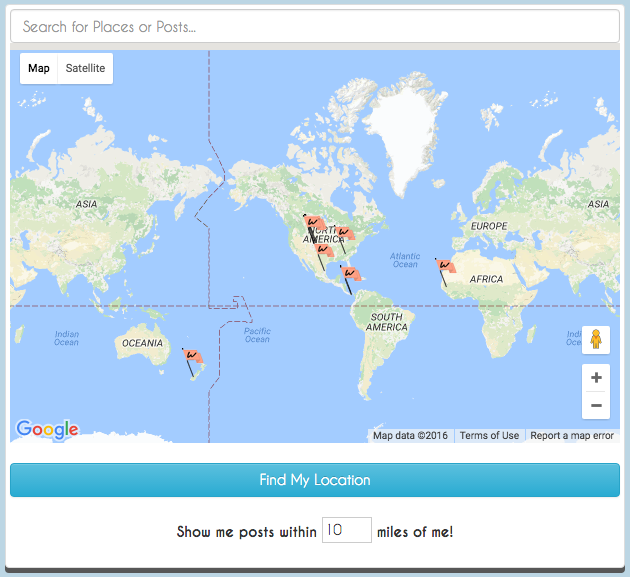 Search for Places or Posts...
Map Satellite
ASIA
NORTH
AMERICA
EUROPE
ASIA
Atlantic
Ocean
AFRICA
SOUTH
AMERICA
Indian
Ocean
OCEANIA
Pacific
Ocean
w
w
w
w
w
w
Google
Map data ©2016 Terms of Use Report a map error
Find My Location
Show me posts within 10 miles of me!